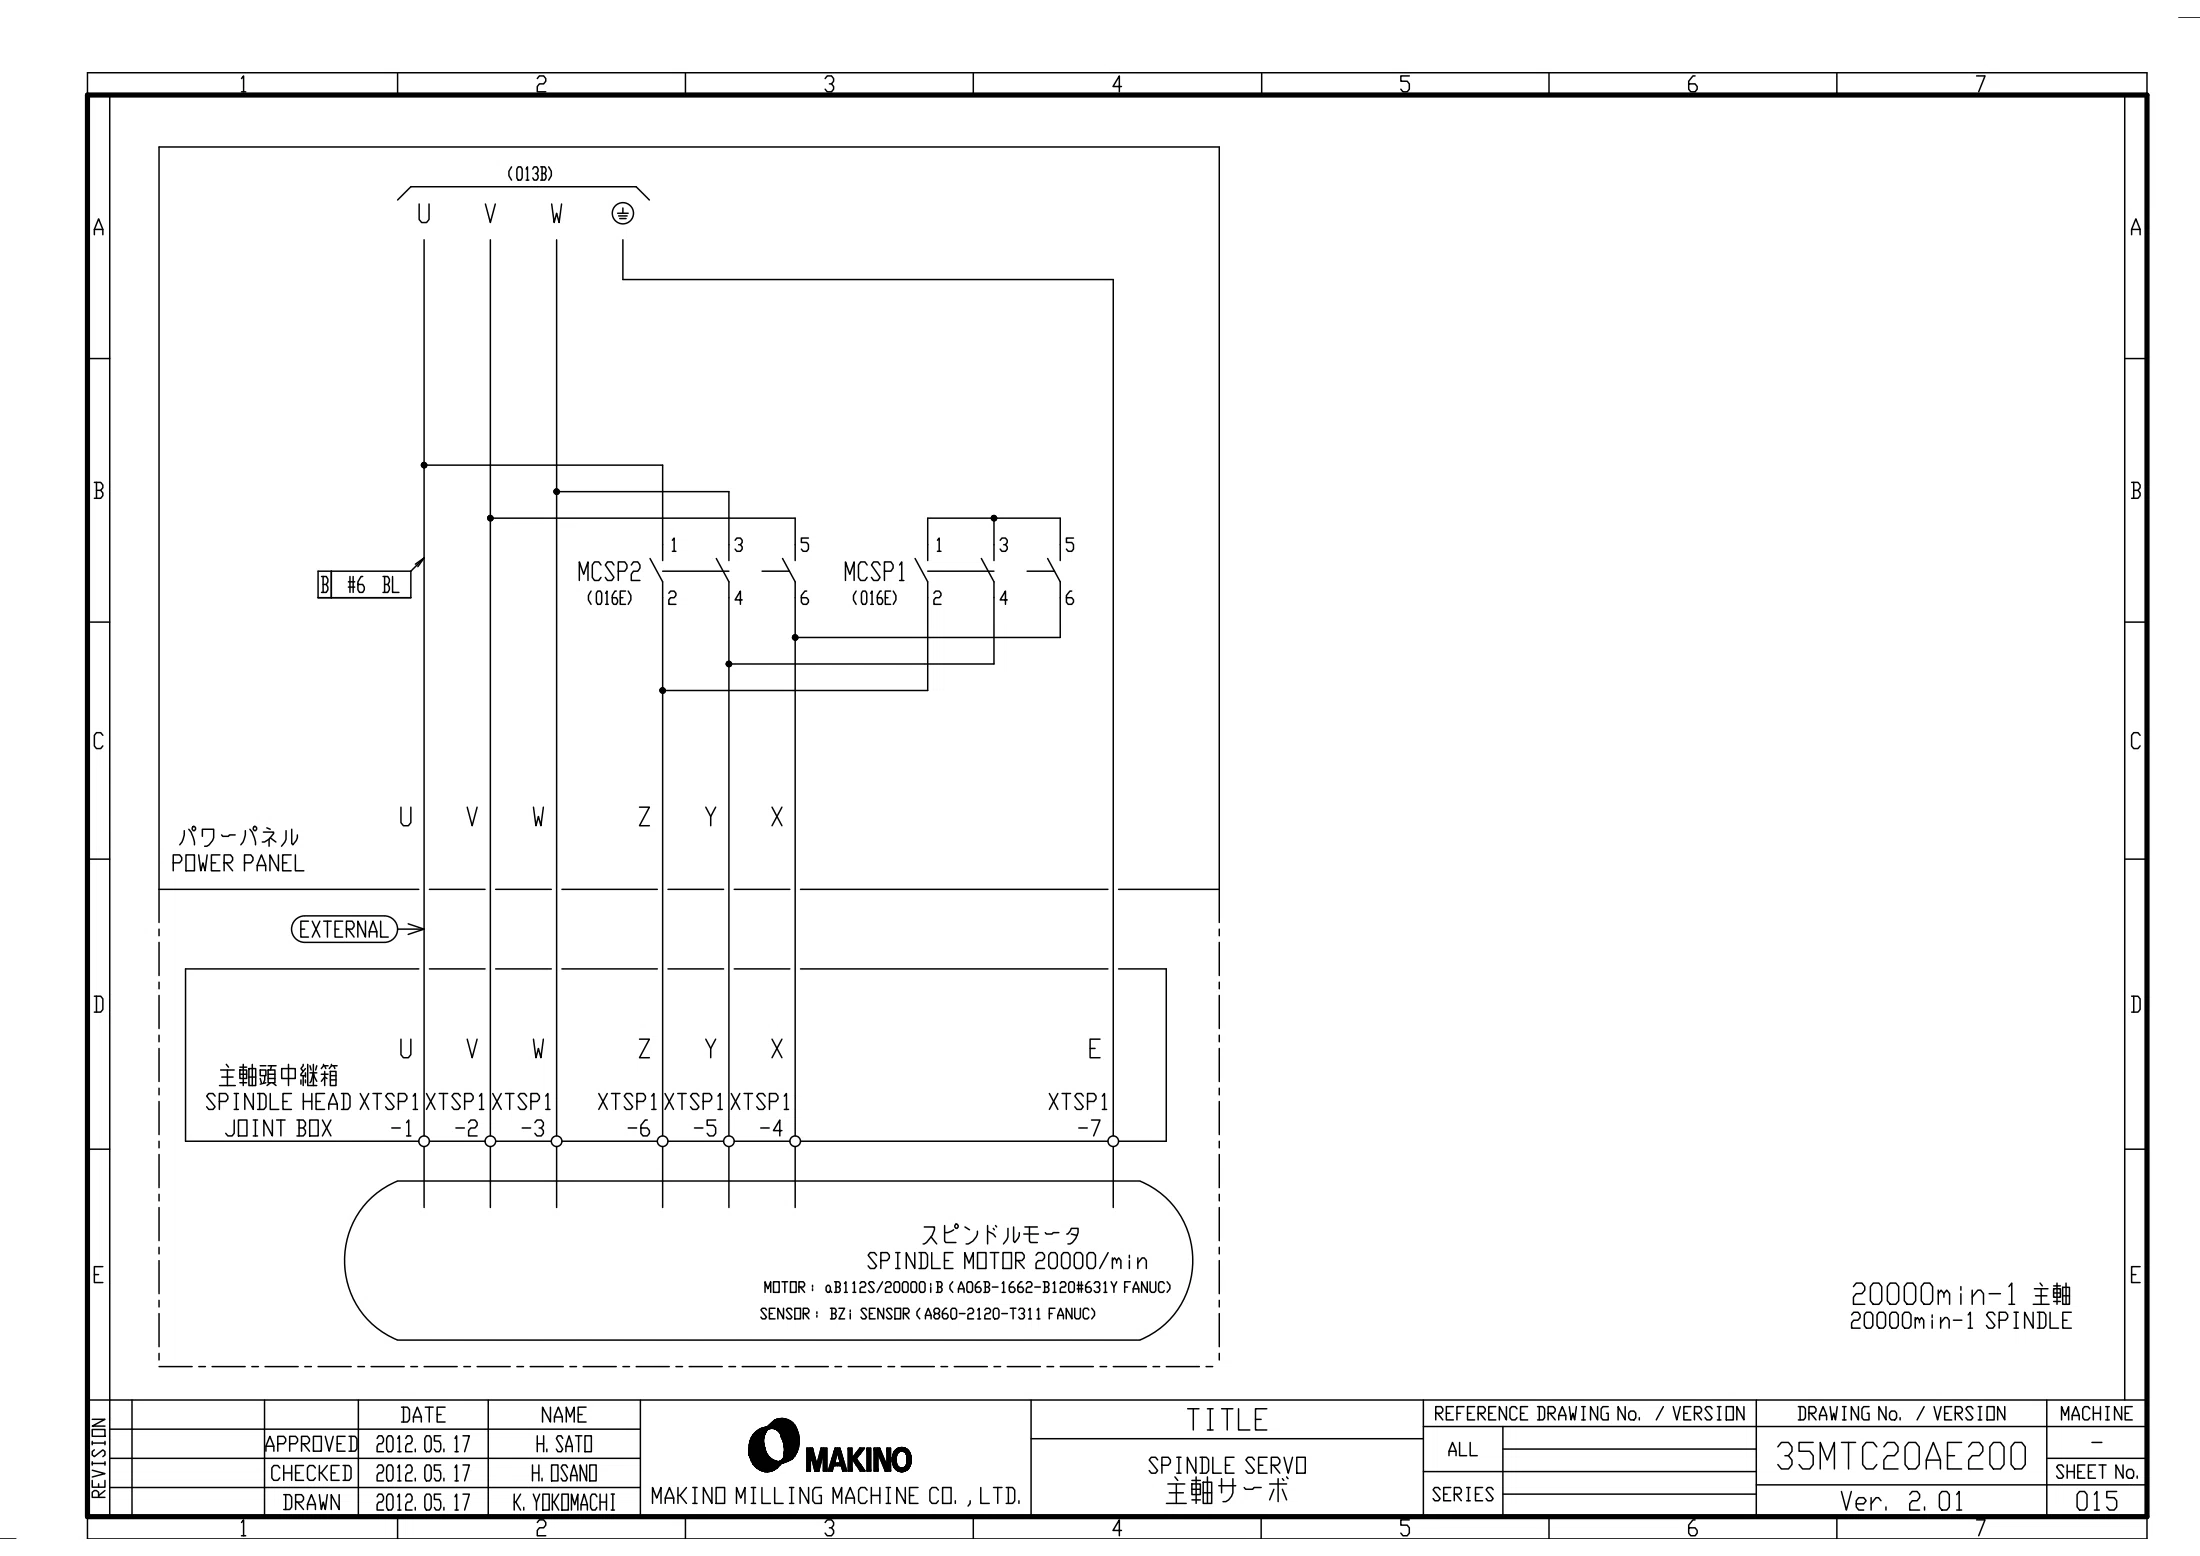 1 2 3 4 5 6 7
(013B)
U V W
A A
B B
1 3 5 1 3 5
MCSP2 MCSP1
B #6 BL
(016E) 2 4 6 (016E) 2 4 6
C C
U V W Z Y X
パワーパネル
POWER PANEL
EXTERNAL
D D
U V W Z Y X E
主軸頭中継箱
SPINDLE HEAD XTSP1 XTSP1 XTSP1 XTSP1 XTSP1 XTSP1 XTSP1
JOINT BOX -1 -2 -3 -6 -5 -4 -7
スピンドルモータ
SPINDLE MOTOR 20000/min
E E
MOTOR: αB112S/20000iB (A06B-1662-B120#631Y FANUC)
SENSOR: BZi SENSOR (A860-2120-T311 FANUC)
20000min-1 主軸
20000min-1 SPINDLE
REVISION
DATE NAME
APPROVED 2012.05.17 H. SATO
CHECKED 2012.05.17 H. OSANO
DRAWN 2012.05.17 K. YOKOMACHI
MAKINO
MAKINO MILLING MACHINE CO., LTD.
TITLE
SPINDLE SERVO
主軸サーボ
REFERENCE DRAWING No. / VERSION
ALL
SERIES
DRAWING No. / VERSION
35MTC20AE200
Ver. 2.01
MACHINE
-
SHEET No.
015
1 2 3 4 5 6 7